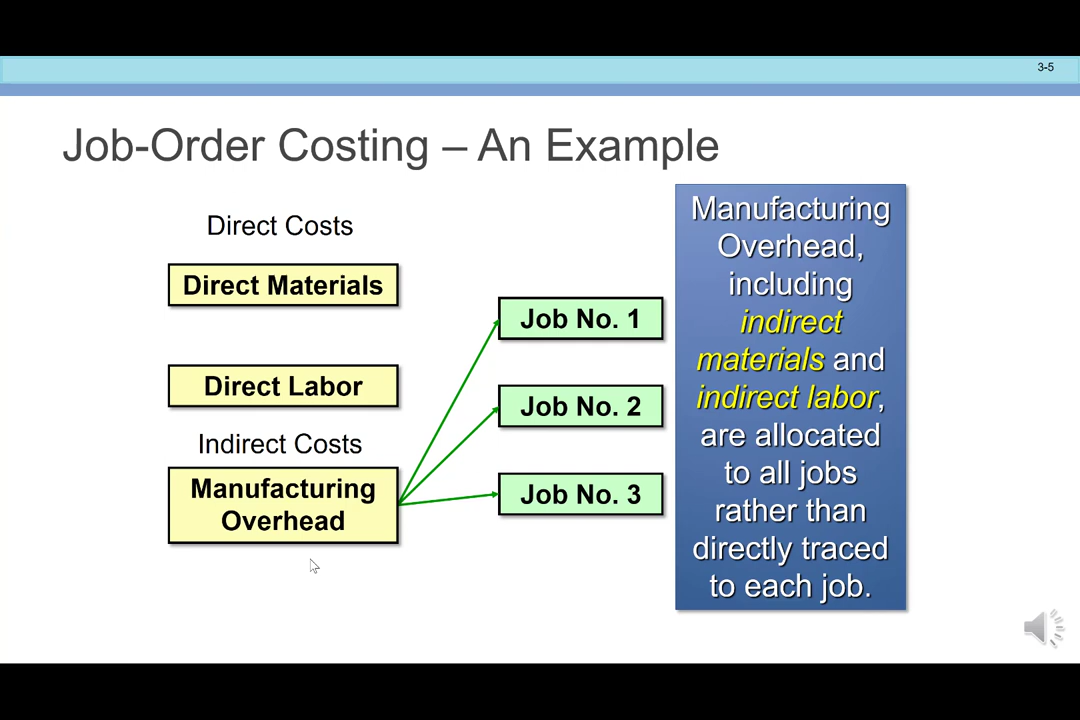 3-5
Job-Order Costing – An Example
Direct Costs
Direct Materials
Direct Labor
Indirect Costs
Manufacturing
Overhead
Job No. 1
Job No. 2
Job No. 3
Manufacturing
Overhead,
including
indirect
materials and
indirect labor,
are allocated
to all jobs
rather than
directly traced
to each job.